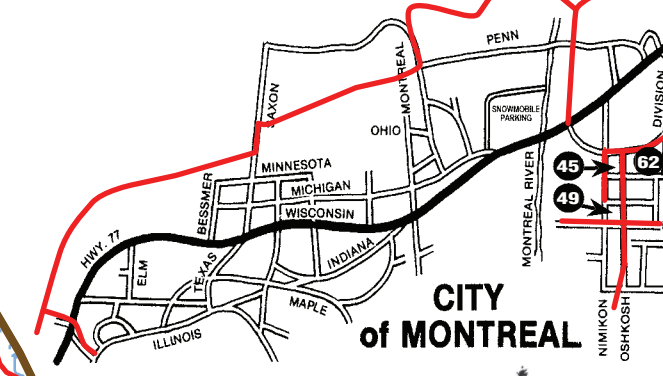 PENN
MONTREAL
SAXON
DIVISION
SNOWMOBILE
PARKING
OHIO
MINNESOTA
45
62
MICHIGAN
BESSMER
WISCONSIN
49
MONTREAL RIVER
HWY. 77
INDIANA
TEXAS
ELM
MAPLE
CITY
of MONTREAL
ILLINOIS
NIMIKON
OSHKOSH